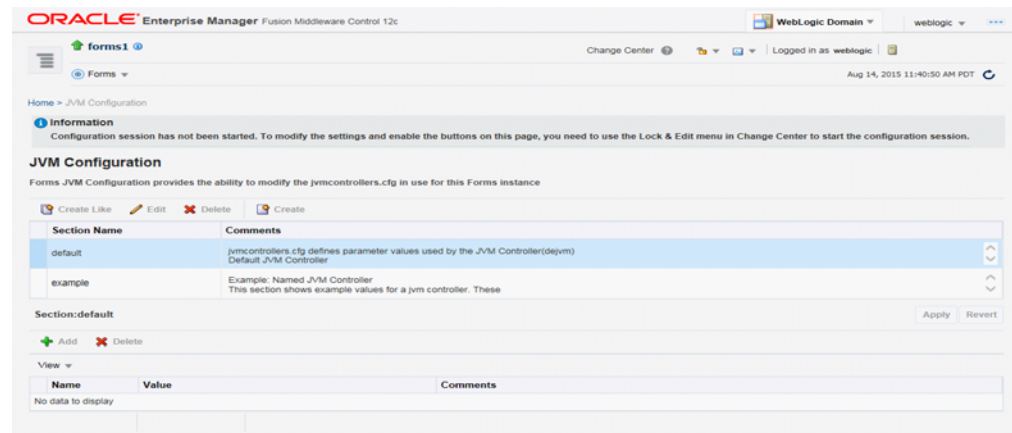 ORACLE Enterprise Manager Fusion Middleware Control 12c
WebLogic Domain
weblogic
forms1
Change Center
Logged in as weblogic
Forms
Aug 14, 2015 11:40:50 AM PDT
Home > JVM Configuration
Information
Configuration session has not been started. To modify the settings and enable the buttons on this page, you need to use the Lock & Edit menu in Change Center to start the configuration session.
JVM Configuration
Forms JVM Configuration provides the ability to modify the jvmcontrollers.cfg in use for this Forms instance
Create Like Edit Delete Create
Section Name Comments
default
jvmcontrollers.cfg defines parameter values used by the JVM Controller(dejvm)
Default JVM Controller
example
Example: Named JVM Controller
This section shows example values for a jvm controller. These
Section:default
Apply Revert
Add Delete
View
Name Value Comments
No data to display